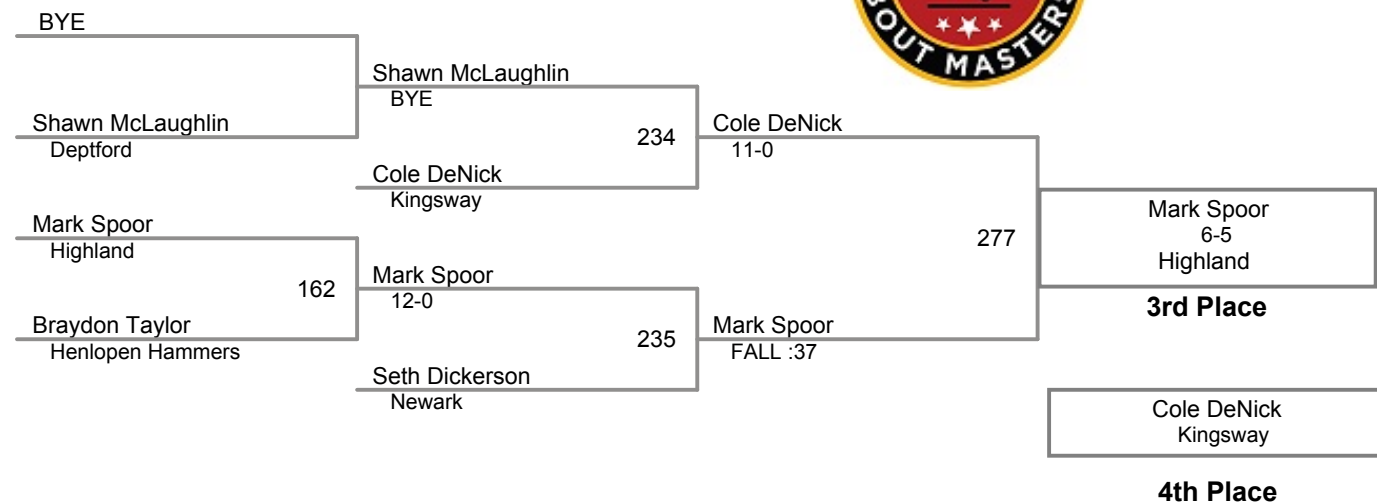 BYE
Shawn McLaughlin
Deptford
Mark Spoor
Highland
Braydon Taylor
Henlopen Hammers
162
Shawn McLaughlin
BYE
Cole DeNick
Kingsway
234
Mark Spoor
12-0
Seth Dickerson
Newark
235
Cole DeNick
11-0
Mark Spoor
FALL :37
277
Mark Spoor
6-5
Highland
3rd Place
Cole DeNick
Kingsway
4th Place
MASTER